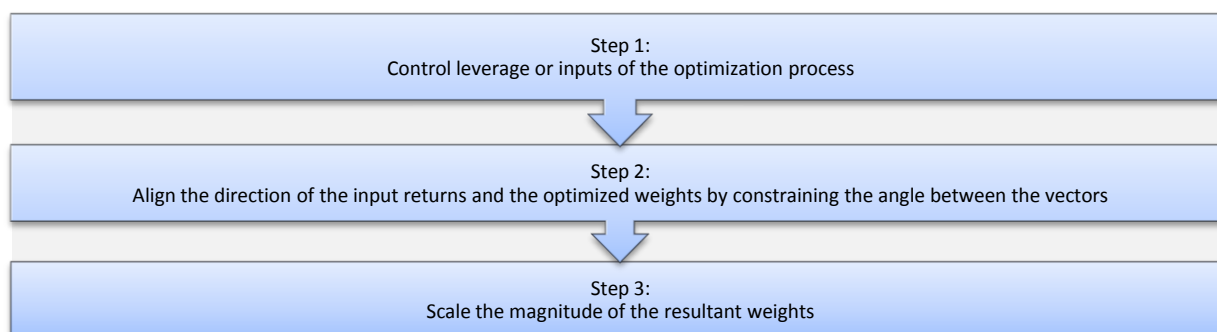 Step 1:
Control leverage or inputs of the optimization process
Step 2:
Align the direction of the input returns and the optimized weights by constraining the angle between the vectors
Step 3:
Scale the magnitude of the resultant weights